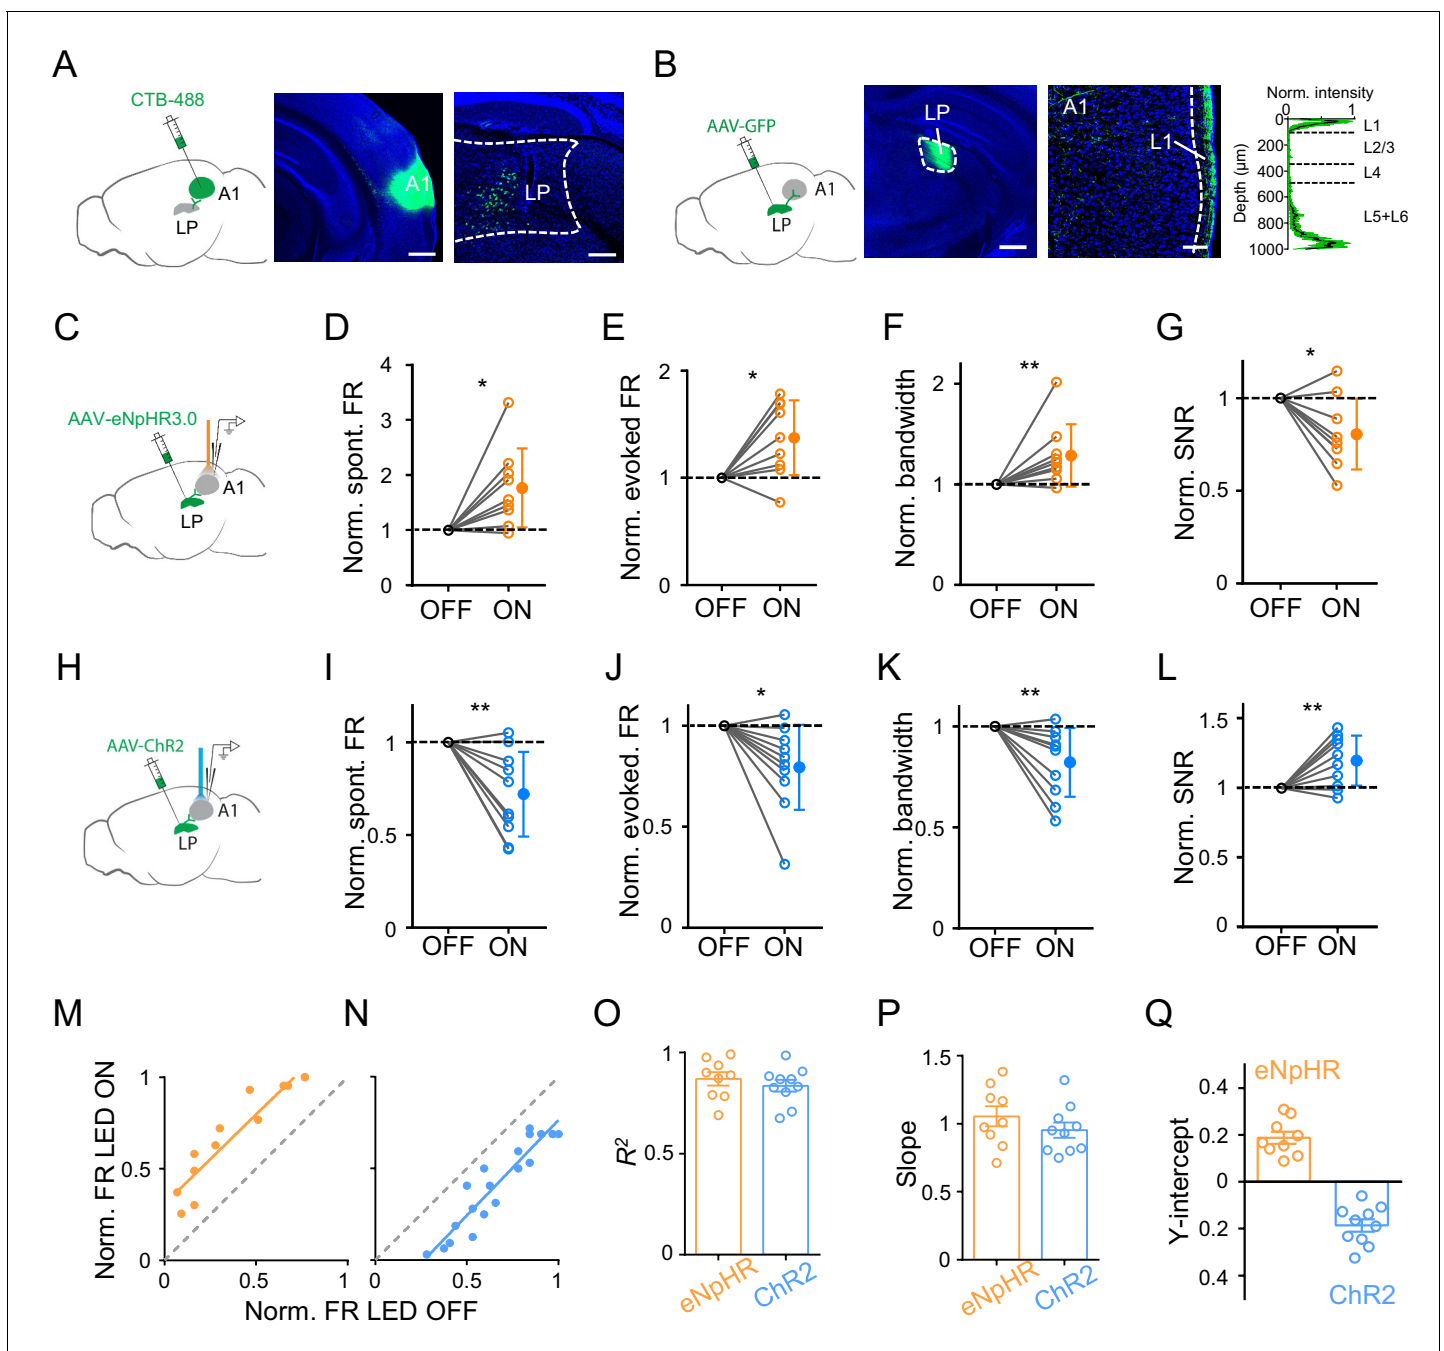 A
CTB-488
A1
LP
A1
LP
B
AAV-GFP
A1
LP
LP
A1
L1
Norm. intensity
0 1
Depth (µm)
0
200
400
600
800
1000
L1
L2/3
L4
L5+L6
C
AAV-eNpHR3.0
A1
LP
D
Norm. spont. FR
4
3
2
1
0
*
OFF ON
E
Norm. evoked FR
2
1
0
*
OFF ON
F
Norm. bandwidth
2
1
0
**
OFF ON
G
Norm. SNR
1
0.5
0
*
OFF ON
H
AAV-ChR2
A1
LP
I
Norm. spont. FR
1
0.5
0
**
OFF ON
J
Norm. evoked. FR
1
0.5
0
*
OFF ON
K
Norm. bandwidth
1
0.5
0
**
OFF ON
L
Norm. SNR
1.5
1
0.5
0
**
OFF ON
M
Norm. FR LED ON
1
0.5
0
0 0.5 1
N
0 0.5 1
Norm. FR LED OFF
O
R²
1
0.5
0
eNpHR ChR2
P
Slope
1.5
1
0.5
0
eNpHR ChR2
Q
Y-intercept
0.4
0.2
0
0.2
0.4
eNpHR
ChR2